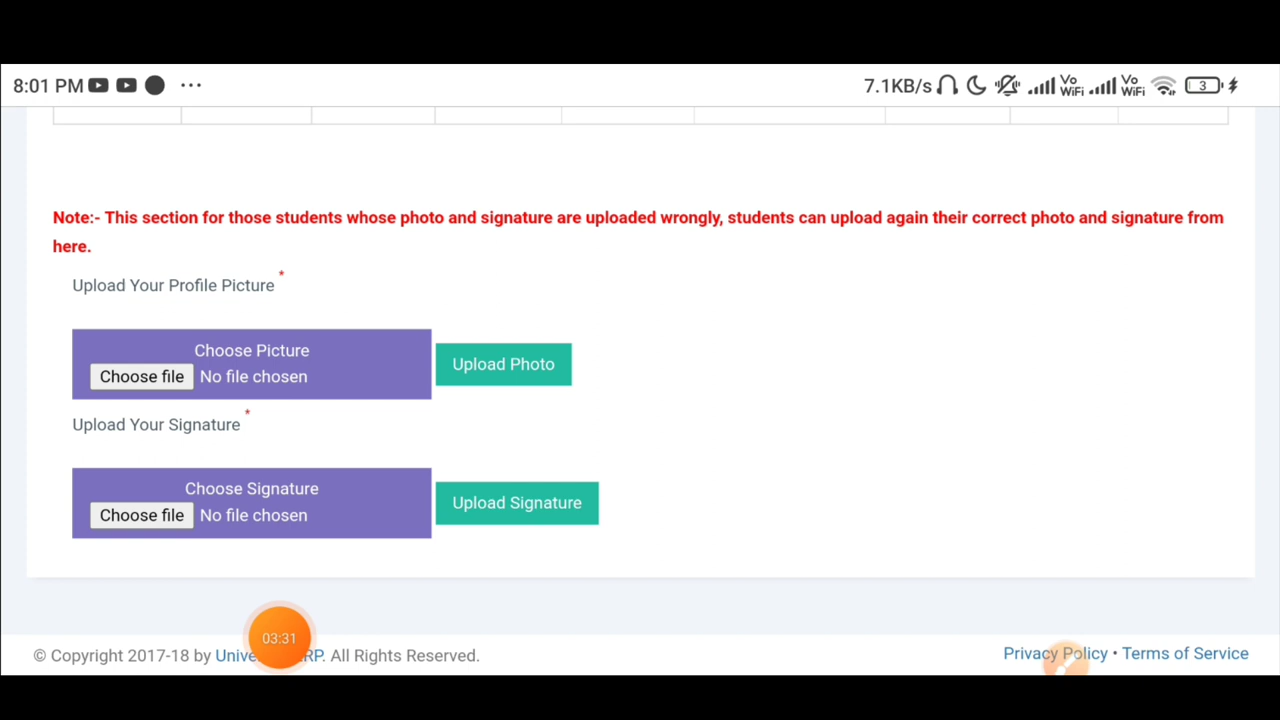 8:01 PM ... 7.1KB/s Vo WiFi Vo WiFi 3
Note:- This section for those students whose photo and signature are uploaded wrongly, students can upload again their correct photo and signature from
here.
Upload Your Profile Picture *
Choose Picture
Choose file No file chosen
Upload Photo
Upload Your Signature *
Choose Signature
Choose file No file chosen
Upload Signature
03:31
© Copyright 2017-18 by RP. All Rights Reserved.
Privacy Policy • Terms of Service